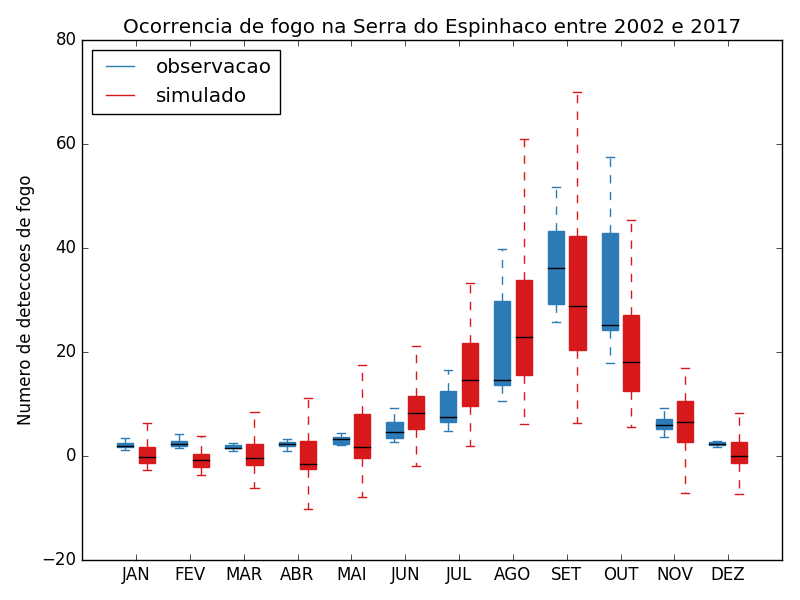 Ocorrencia de fogo na Serra do Espinhaco entre 2002 e 2017
80
60
40
20
0
−20
Numero de deteccoes de fogo
observacao
simulado
JAN FEV MAR ABR MAI JUN JUL AGO SET OUT NOV DEZ